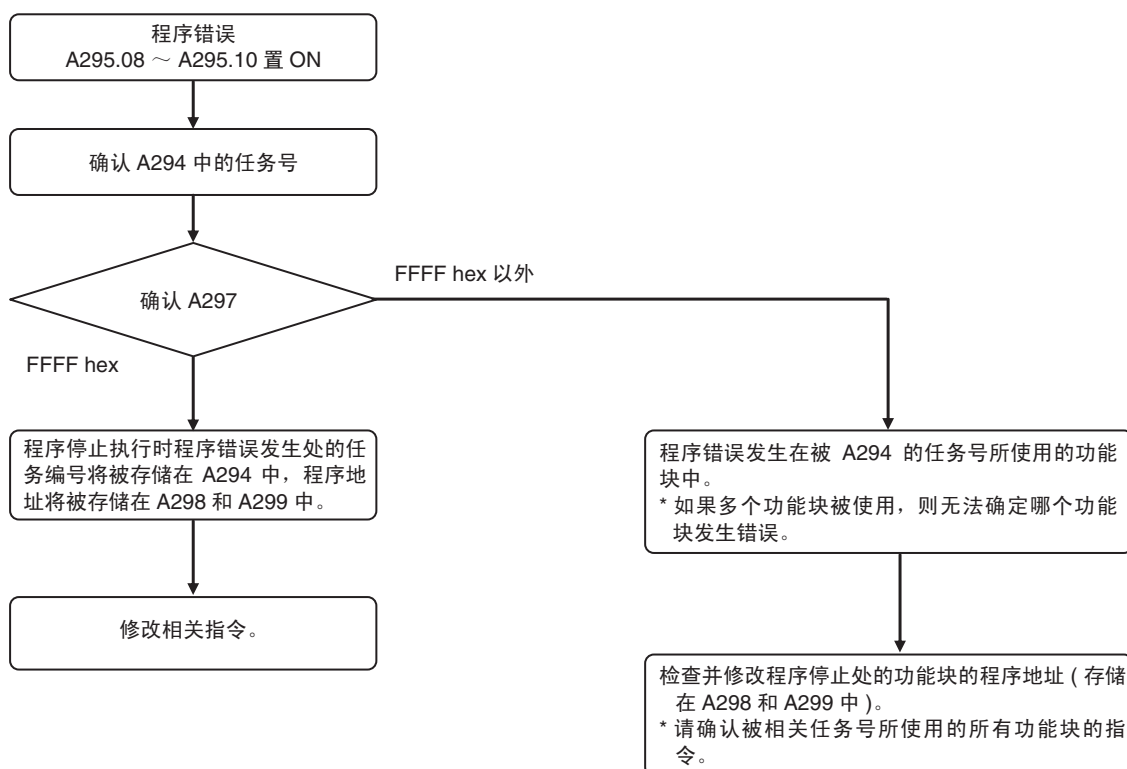 程序错误
A295.08 ～ A295.10 置 ON
确认 A294 中的任务号
确认 A297
FFFF hex 以外
FFFF hex
程序停止执行时程序错误发生处的任
务编号将被存储在 A294 中，程序地
址将被存储在 A298 和 A299 中。
修改相关指令。
程序错误发生在被 A294 的任务号所使用的功能
块中。
* 如果多个功能块被使用，则无法确定哪个功能
块发生错误。
检查并修改程序停止处的功能块的程序地址 ( 存储
在 A298 和 A299 中 )。
* 请确认被相关任务号所使用的所有功能块的指
令。